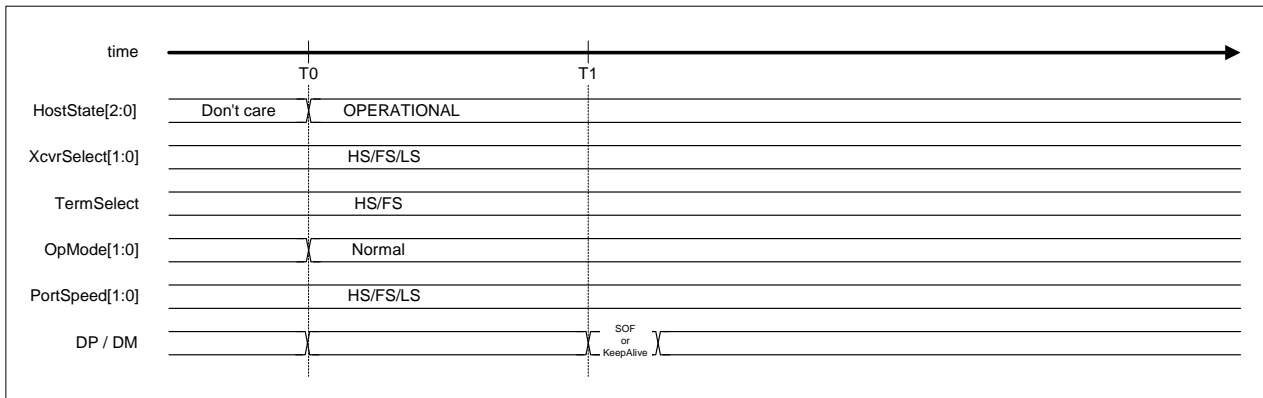 time
T0 T1
HostState[2:0] Don't care OPERATIONAL
XcvrSelect[1:0] HS/FS/LS
TermSelect HS/FS
OpMode[1:0] Normal
PortSpeed[1:0] HS/FS/LS
DP / DM
SOF
or
KeepAlive